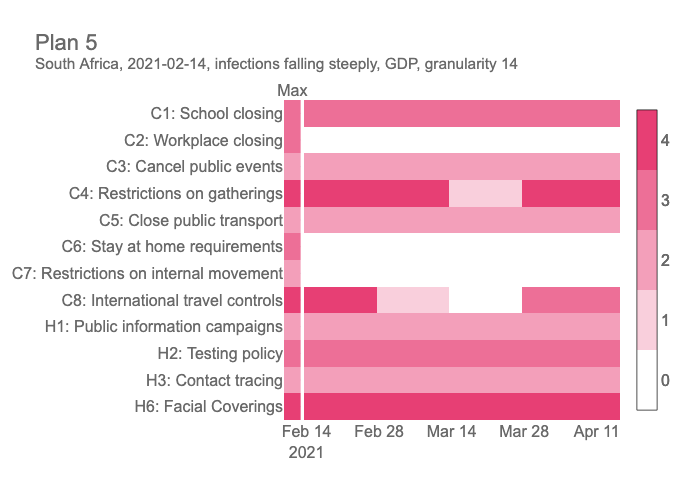 Plan 5
South Africa, 2021-02-14, infections falling steeply, GDP, granularity 14
Max
C1: School closing
C2: Workplace closing
C3: Cancel public events
C4: Restrictions on gatherings
C5: Close public transport
C6: Stay at home requirements
C7: Restrictions on internal movement
C8: International travel controls
H1: Public information campaigns
H2: Testing policy
H3: Contact tracing
H6: Facial Coverings
Feb 14 Feb 28 Mar 14 Mar 28 Apr 11
2021
4
3
2
1
0